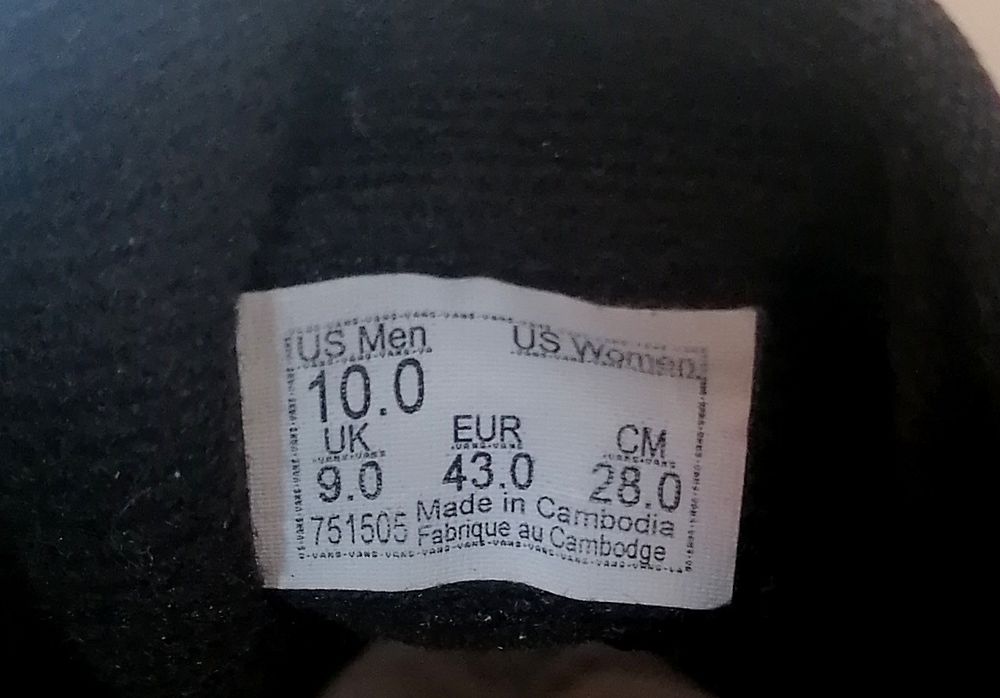 US Men US Women
10.0
UK EUR CM
9.0 43.0 28.0
751505 Made in Cambodia
Fabrique au Cambodge